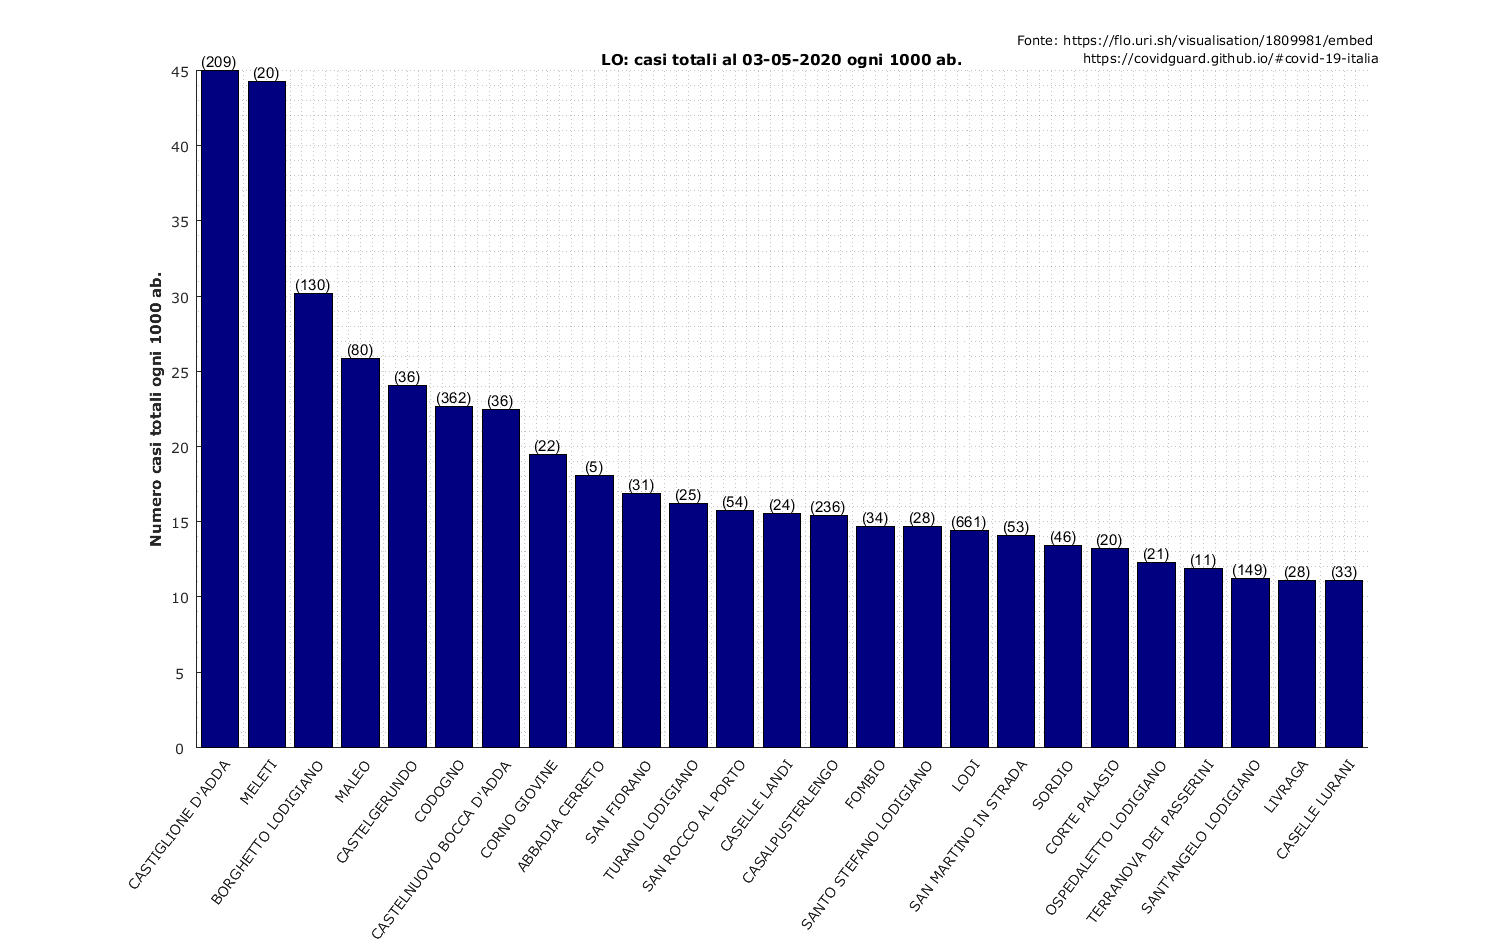 Fonte: https://flo.uri.sh/visualisation/1809981/embed
https://covidguard.github.io/#covid-19-italia
LO: casi totali al 03-05-2020 ogni 1000 ab.
Numero casi totali ogni 1000 ab.
45
40
35
30
25
20
15
10
5
0
(209)
(20)
(130)
(80)
(36)
(362)
(36)
(22)
(5)
(31)
(25)
(54)
(24)
(236)
(34)
(28)
(661)
(53)
(46)
(20)
(21)
(11)
(149)
(28)
(33)
CASTIGLIONE D'ADDA
MELETI
BORGHETTO LODIGIANO
MALEO
CASTELGERUNDO
CODOGNO
CASTELNUOVO BOCCA D'ADDA
CORNO GIOVINE
ABBADIA CERRETO
SAN FIORANO
TURANO LODIGIANO
SAN ROCCO AL PORTO
CASELLE LANDI
CASALPUSTERLENGO
FOMBIO
SANTO STEFANO LODIGIANO
LODI
SAN MARTINO IN STRADA
SORDIO
CORTE PALASIO
OSPEDALETTO LODIGIANO
TERRANOVA DEI PASSERINI
SANT'ANGELO LODIGIANO
LIVRAGA
CASELLE LURANI